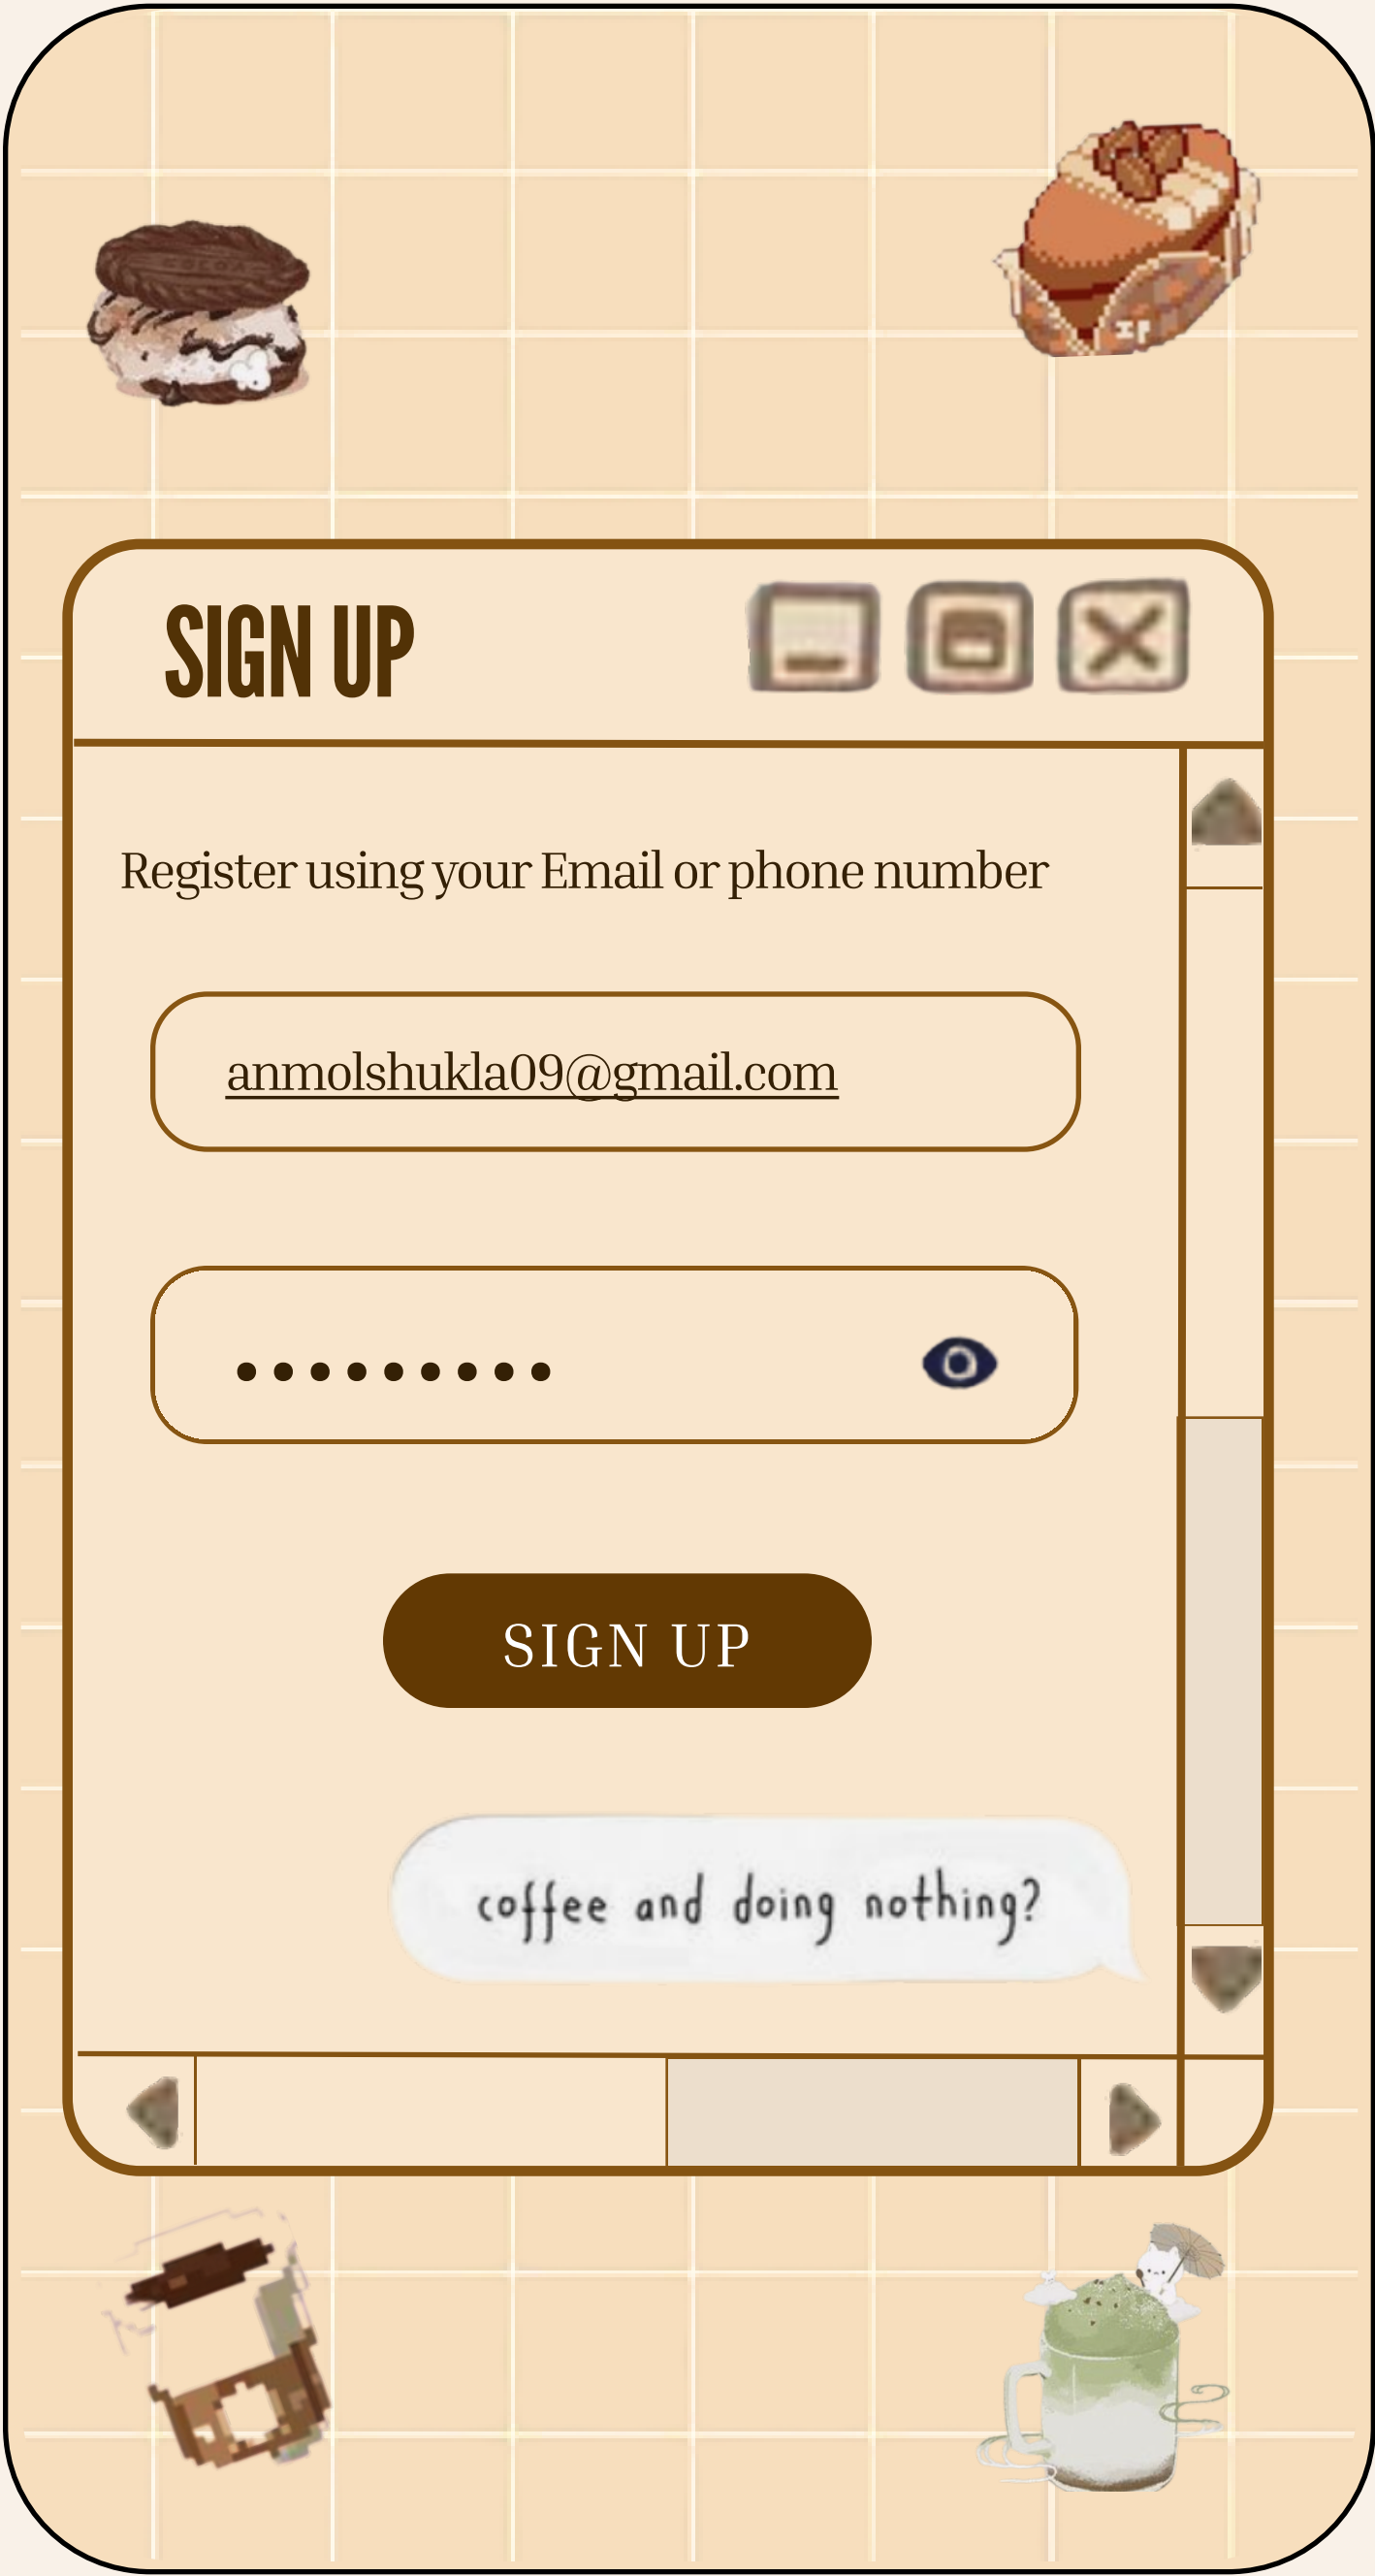 SIGN UP
Register using your Email or phone number
anmolshukla09@gmail.com
•••••••••
SIGN UP
coffee and doing nothing?